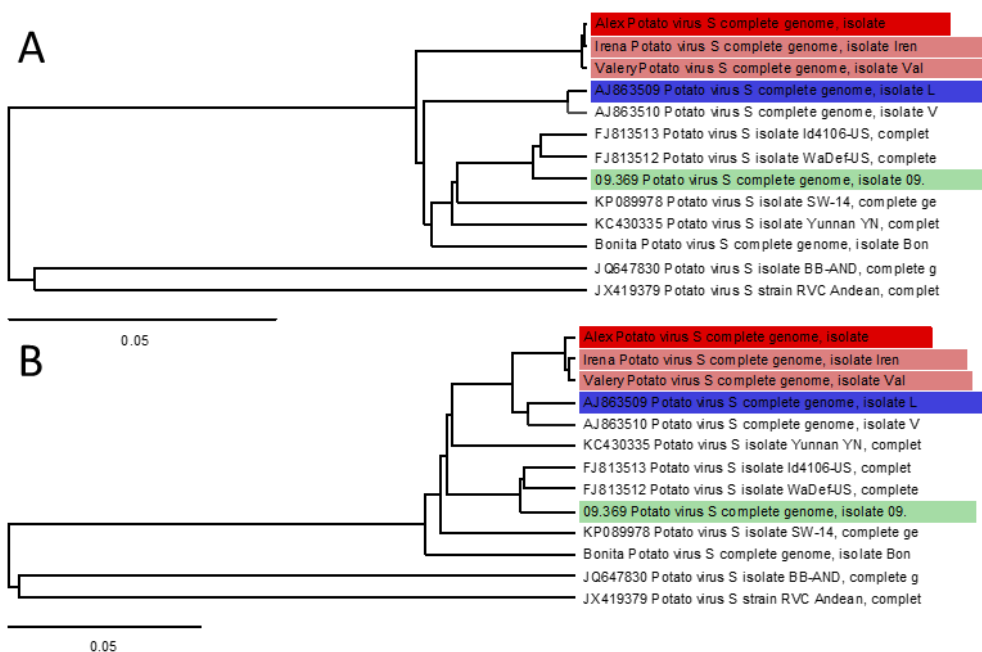 A
Alex Potato virus S complete genome, isolate
Irena Potato virus S complete genome, isolate Iren
Valery Potato virus S complete genome, isolate Val
AJ863509 Potato virus S complete genome, isolate L
AJ863510 Potato virus S complete genome, isolate V
FJ813513 Potato virus S isolate Id4106-US, complet
FJ813512 Potato virus S isolate WaDef-US, complete
09.369 Potato virus S complete genome, isolate 09.
KP089978 Potato virus S isolate SW-14, complete ge
KC430335 Potato virus S isolate Yunnan YN, complet
Bonita Potato virus S complete genome, isolate Bon
JQ647830 Potato virus S isolate BB-AND, complete g
JX419379 Potato virus S strain RVC Andean, complet
0.05
B
Alex Potato virus S complete genome, isolate
Irena Potato virus S complete genome, isolate Iren
Valery Potato virus S complete genome, isolate Val
AJ863509 Potato virus S complete genome, isolate L
AJ863510 Potato virus S complete genome, isolate V
KC430335 Potato virus S isolate Yunnan YN, complet
FJ813513 Potato virus S isolate Id4106-US, complet
FJ813512 Potato virus S isolate WaDef-US, complete
09.369 Potato virus S complete genome, isolate 09.
KP089978 Potato virus S isolate SW-14, complete ge
Bonita Potato virus S complete genome, isolate Bon
JQ647830 Potato virus S isolate BB-AND, complete g
JX419379 Potato virus S strain RVC Andean, complet
0.05